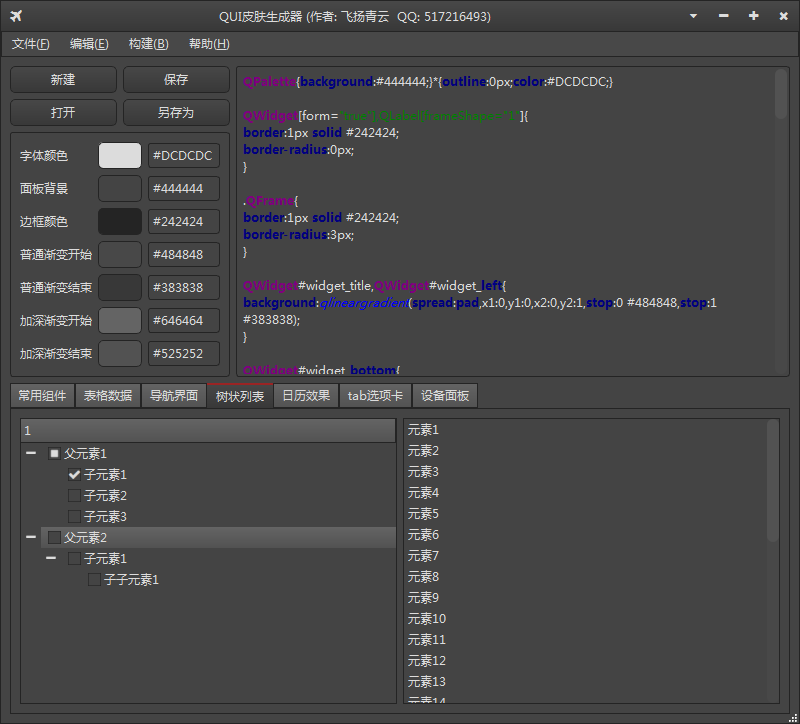 QUI皮肤生成器 (作者: 飞扬青云  QQ: 517216493)
文件(F) 编辑(E) 构建(B) 帮助(H)
新建 保存
打开 另存为
字体颜色 #DCDCDC
面板背景 #444444
边框颜色 #242424
普通渐变开始 #484848
普通渐变结束 #383838
加深渐变开始 #646464
加深渐变结束 #525252
QPalette{background:#444444;}*{outline:0px;color:#DCDCDC;}
QWidget[form="true"],QLabel[frameShape="1"]{
border:1px solid #242424;
border-radius:0px;
}
.QFrame{
border:1px solid #242424;
border-radius:3px;
}
QWidget#widget_title,QWidget#widget_left{
background:qlineargradient(spread:pad,x1:0,y1:0,x2:0,y2:1,stop:0 #484848,stop:1
#383838);
}
QWidget#widget_bottom{
常用组件 表格数据 导航界面 树状列表 日历效果 tab选项卡 设备面板
1
父元素1
子元素1
子元素2
子元素3
父元素2
子元素1
子子元素1
元素1
元素2
元素3
元素4
元素5
元素6
元素7
元素8
元素9
元素10
元素11
元素12
元素13
元素14